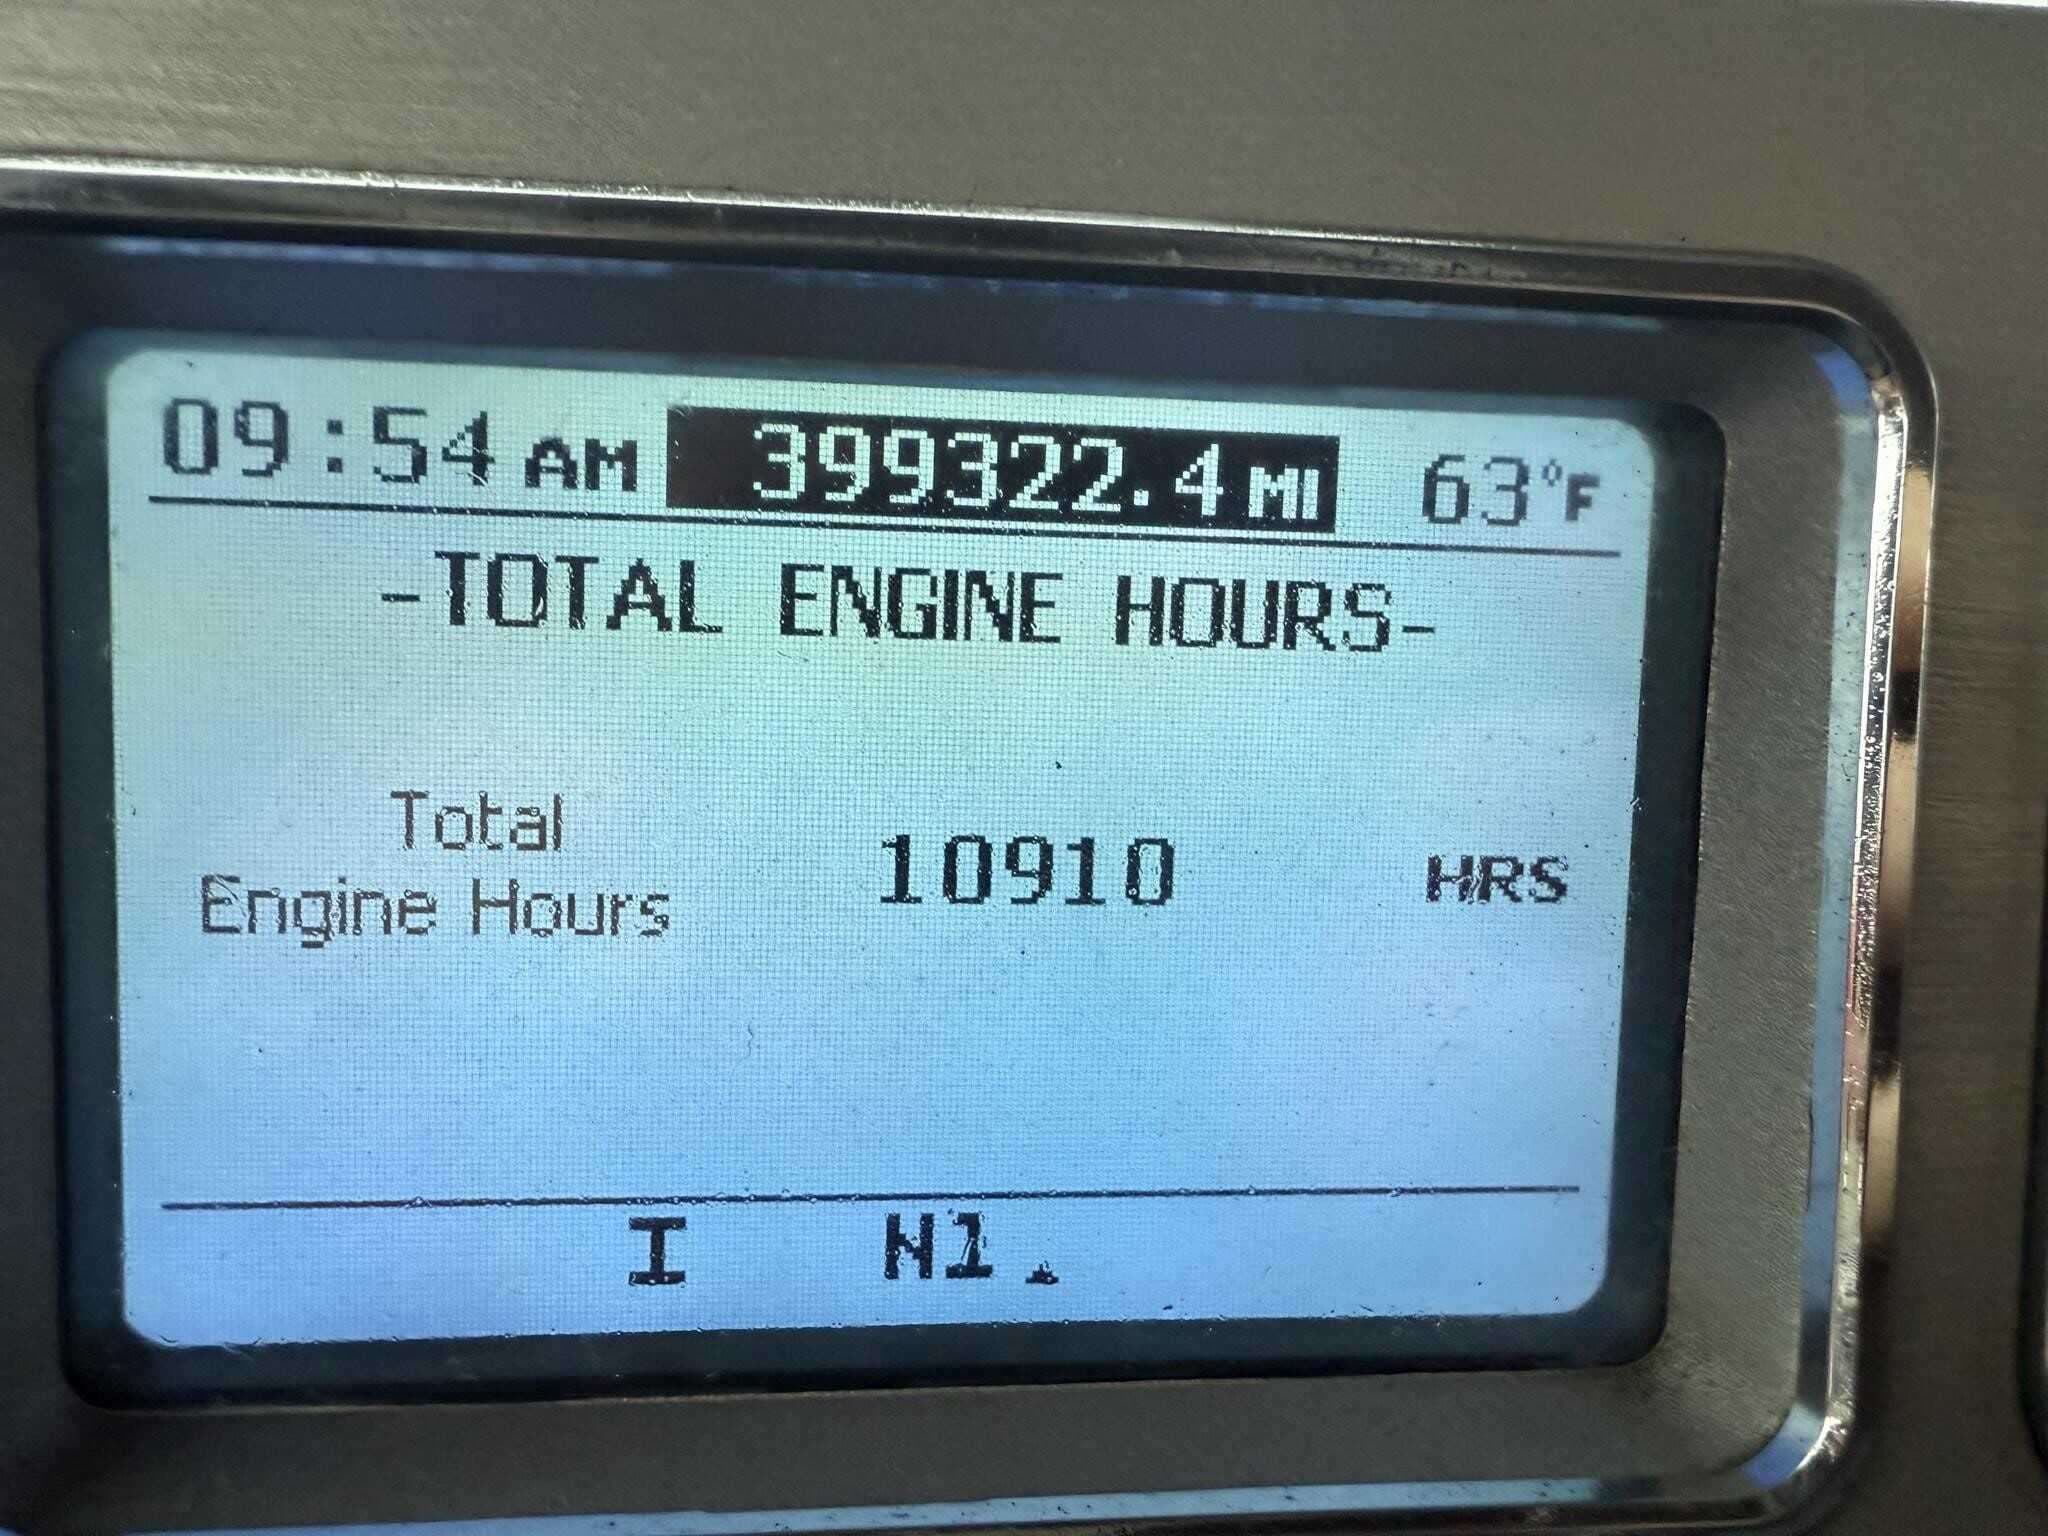 09:54 AM 399322.4 MI 63°F
-TOTAL ENGINE HOURS-
Total
Engine Hours 10910 HRS
I N1